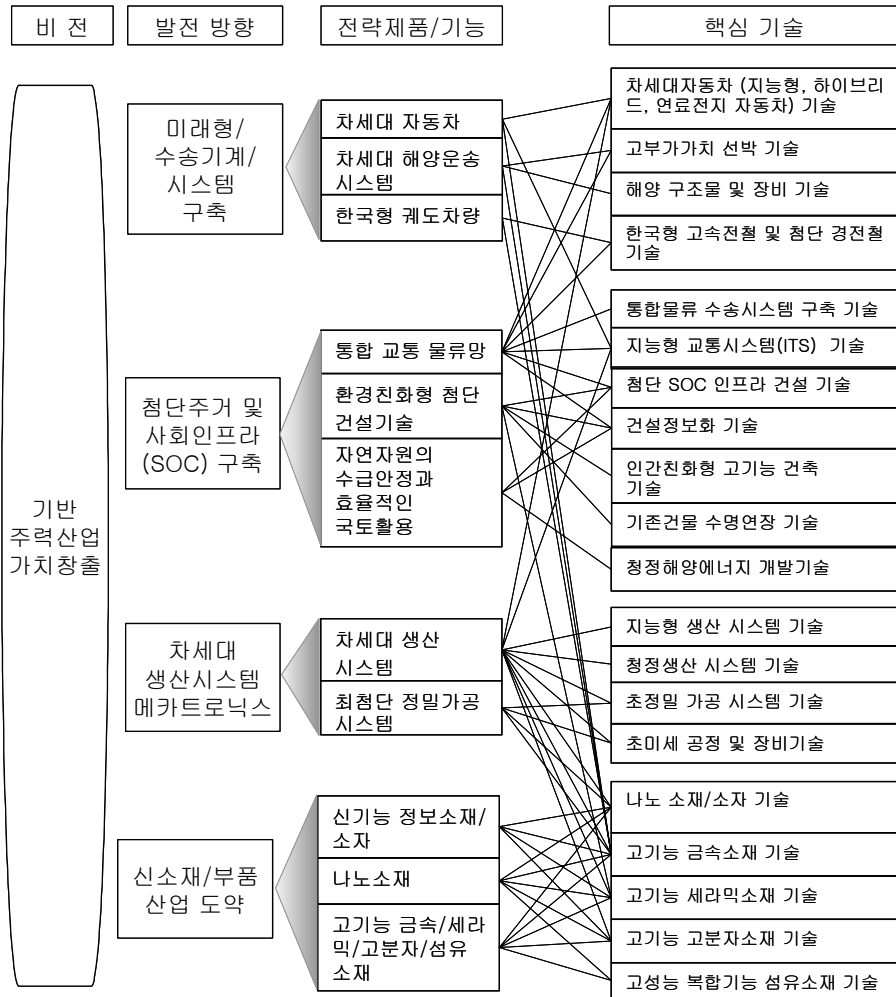 비 전
발전 방향
전략제품/기능
핵심 기술
기반
주력산업
가치창출
미래형/
수송기계/
시스템
구축
차세대 자동차
차세대 해양운송
시스템
한국형 궤도차량
차세대자동차 (지능형, 하이브리
드, 연료전지 자동차) 기술
고부가가치 선박 기술
해양 구조물 및 장비 기술
한국형 고속전철 및 첨단 경전철
기술
첨단주거 및
사회인프라
(SOC) 구축
통합 교통 물류망
환경친화형 첨단
건설기술
자연자원의
수급안정과
효율적인
국토활용
통합물류 수송시스템 구축 기술
지능형 교통시스템(ITS) 기술
첨단 SOC 인프라 건설 기술
건설정보화 기술
인간친화형 고기능 건축
기술
기존건물 수명연장 기술
청정해양에너지 개발기술
차세대
생산시스템
메카트로닉스
차세대 생산
시스템
최첨단 정밀가공
시스템
지능형 생산 시스템 기술
청정생산 시스템 기술
초정밀 가공 시스템 기술
초미세 공정 및 장비기술
신소재/부품
산업 도약
신기능 정보소재/
소자
나노소재
고기능 금속/세라
믹/고분자/섬유
소재
나노 소재/소자 기술
고기능 금속소재 기술
고기능 세라믹소재 기술
고기능 고분자소재 기술
고성능 복합기능 섬유소재 기술